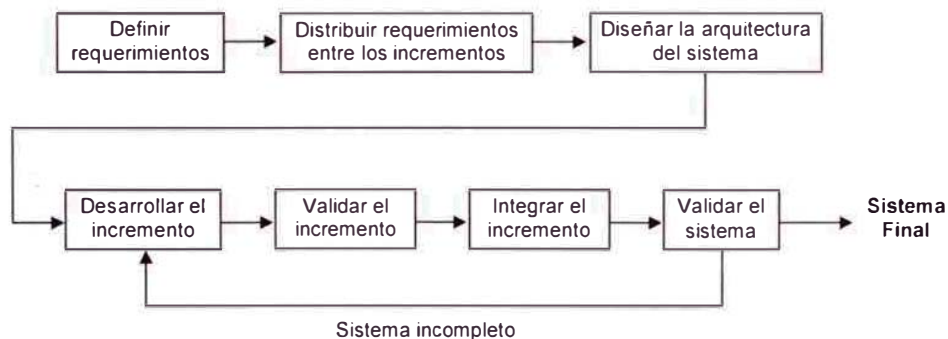 Definir
requerimientos
Distribuir requerimientos
entre los incrementos
Diseñar la arquitectura
del sistema
Desarrollar el
incremento
Validar el
incremento
Integrar el
incremento
Validar el
sistema
Sistema
Final
Sistema incompleto